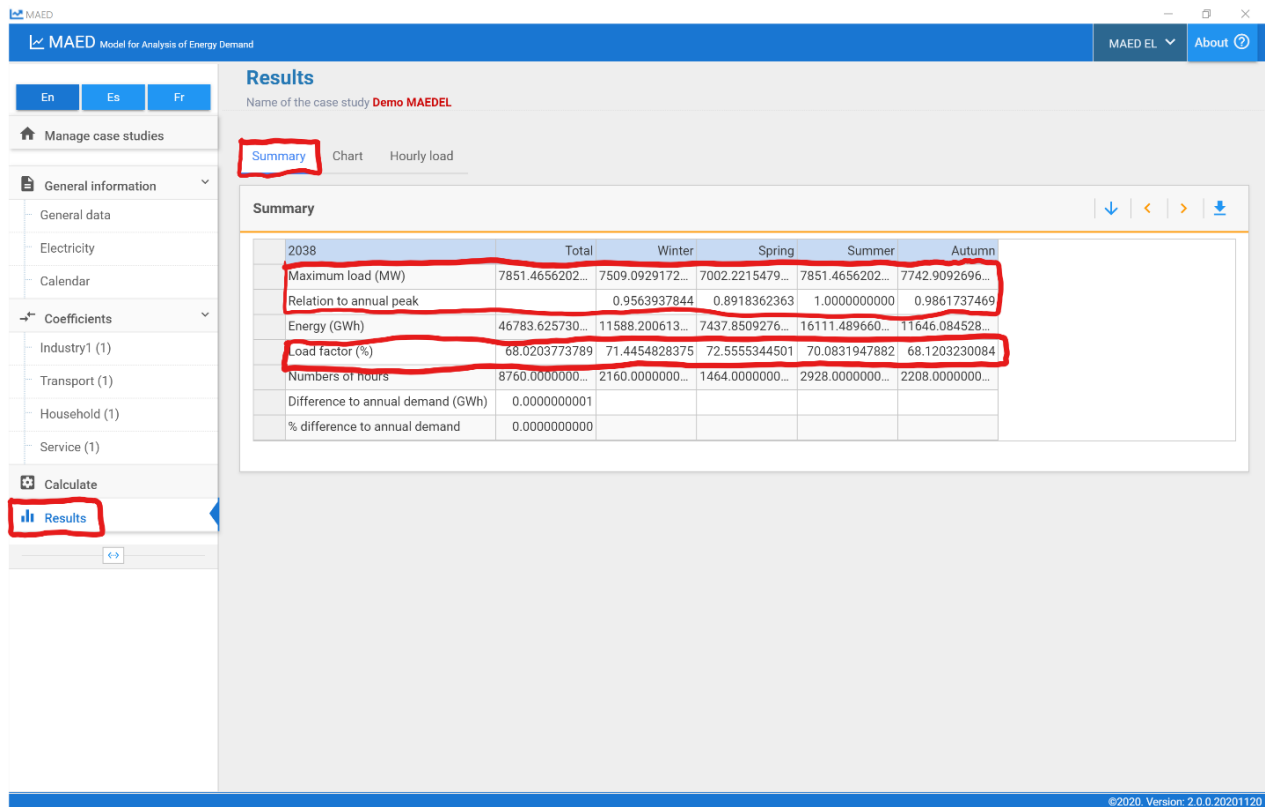 MAED
MAED Model for Analysis of Energy Demand
MAED EL
About
Results
Name of the case study Demo MAEDEL
En Es Fr
Manage case studies
General information
General data
Electricity
Calendar
Coefficients
Industry1 (1)
Transport (1)
Household (1)
Service (1)
Calculate
Results
Summary Chart Hourly load
Summary
2038 Total Winter Spring Summer Autumn
Maximum load (MW) 7851.4656202... 7509.0929172... 7002.2215479... 7851.4656202... 7742.9092696...
Relation to annual peak 0.9563937844 0.8918362363 1.0000000000 0.9861737469
Energy (GWh) 46783.625730... 11588.200613... 7437.8509276... 16111.489660... 11646.084528...
Load factor (%) 68.0203773789 71.4454828375 72.5555344501 70.0831947882 68.1203230084
Numbers of hours 8760.0000000... 2160.0000000... 1464.0000000... 2928.0000000... 2208.0000000...
Difference to annual demand (GWh) 0.0000000001
% difference to annual demand 0.0000000000
©2020. Version: 2.0.0.20201120